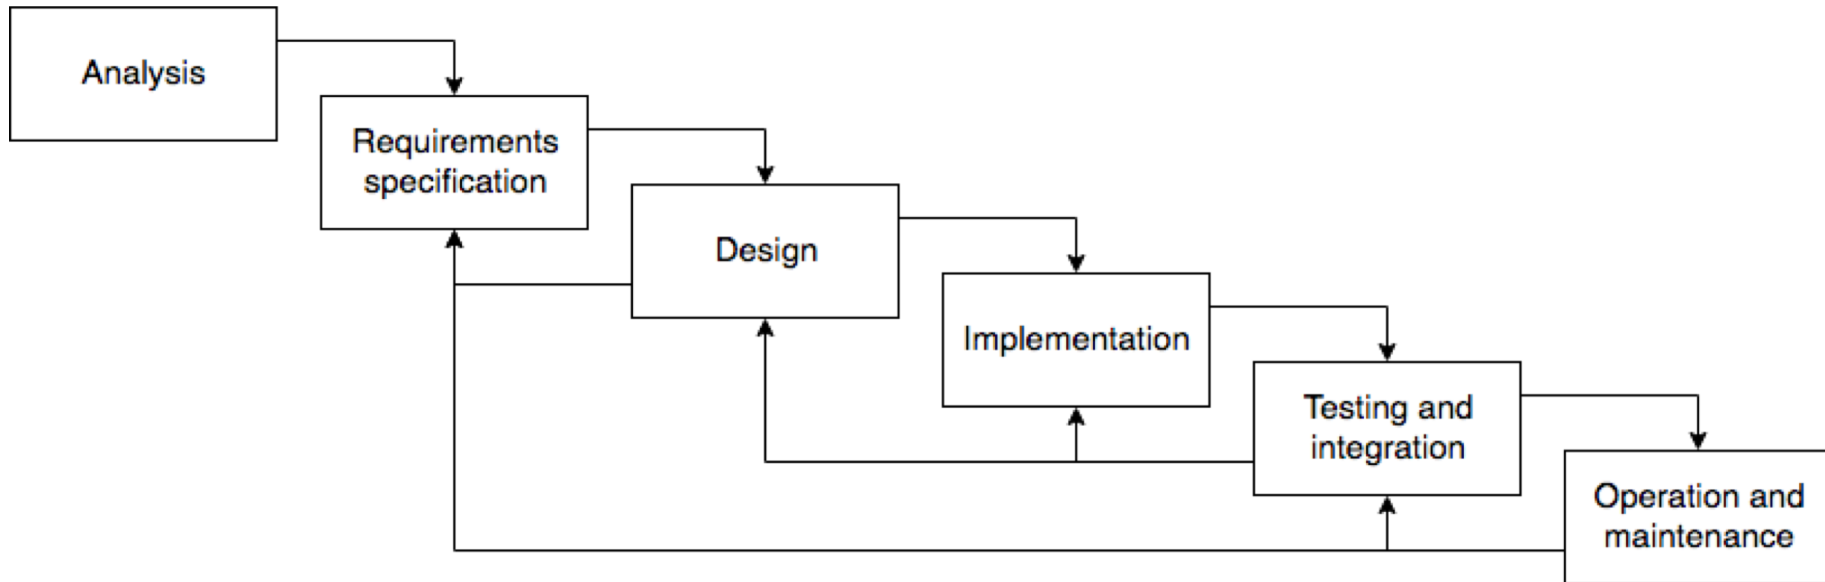 Analysis
Requirements
specification
Design
Implementation
Testing and
integration
Operation and
maintenance